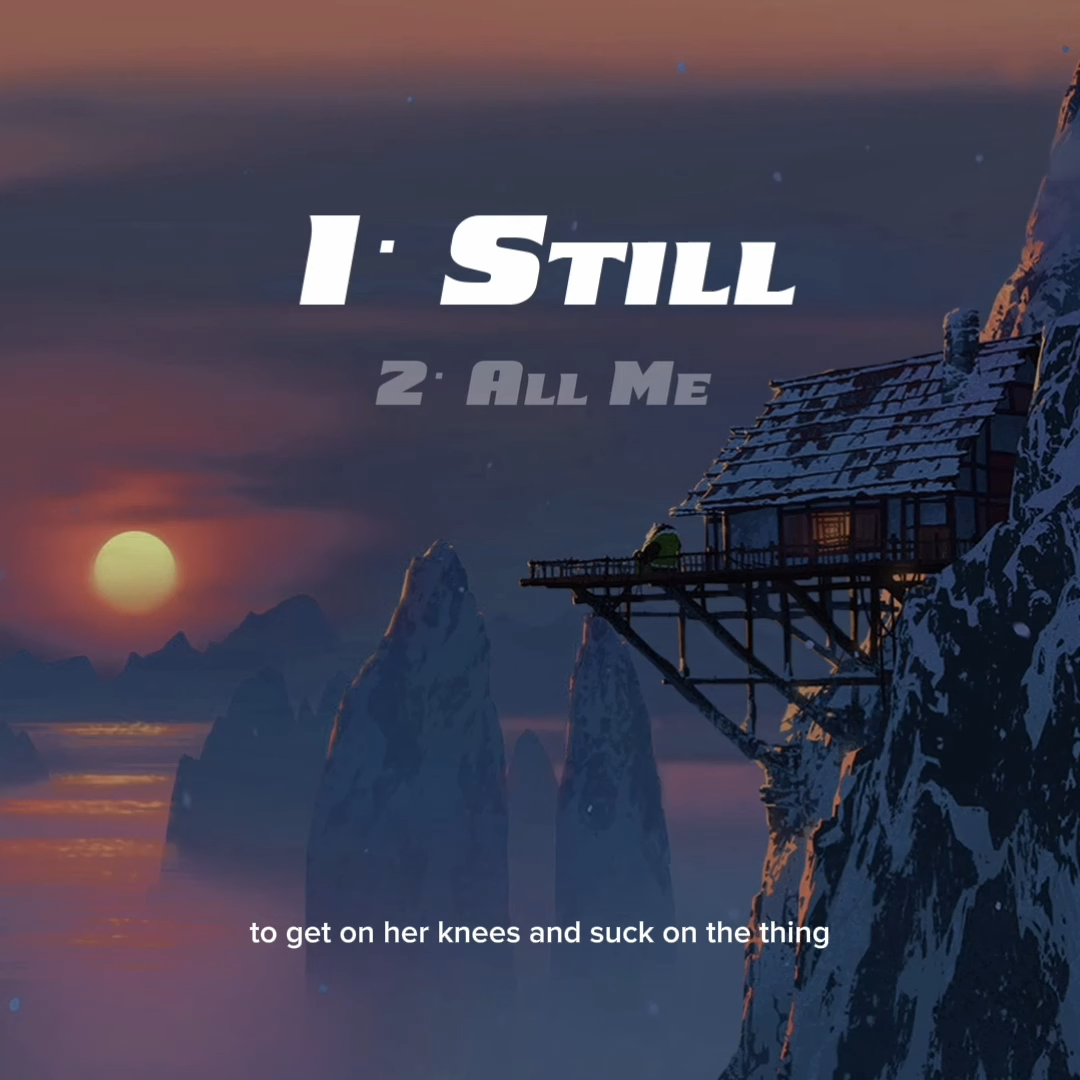 1. Still
2. All Me
to get on her knees and suck on the thing